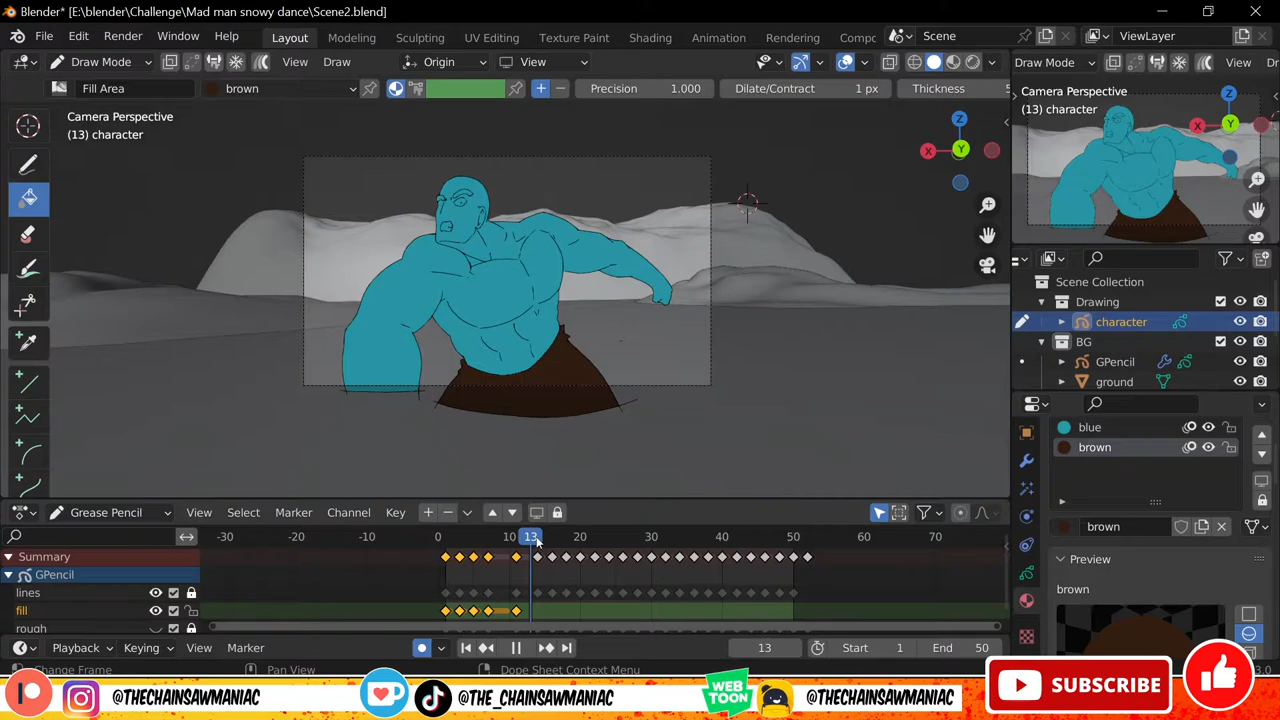 Blender* [E:\blender\Challenge\Mad man snowy dance\Scene2.blend]
File Edit Render Window Help Layout Modeling Sculpting UV Editing Texture Paint Shading Animation Rendering Compc Scene ViewLayer
Draw Mode View Draw Origin View Draw Mode View
Fill Area brown Precision 1.000 Dilate/Contract 1 px Thickness
Camera Perspective
(13) character
Camera Perspective
(13) character
Z
X
Y
Z
X
Y
Scene Collection
Drawing
character
BG
GPencil
ground
blue
brown
brown
Preview
brown
Grease Pencil View Select Marker Channel Key
-30 -20 -10 0 10 13 20 30 40 50 60 70
Summary
GPencil
lines
fill
rough
Playback Keying View Marker 13 Start 1 End 50
Change Frame Pan View Dope Sheet Context Menu
@THECHAINSAWMANIAC @THE_CHAINSAWMANIAC WEB TOON @THECHAINSAWMANIAC SUBSCRIBE